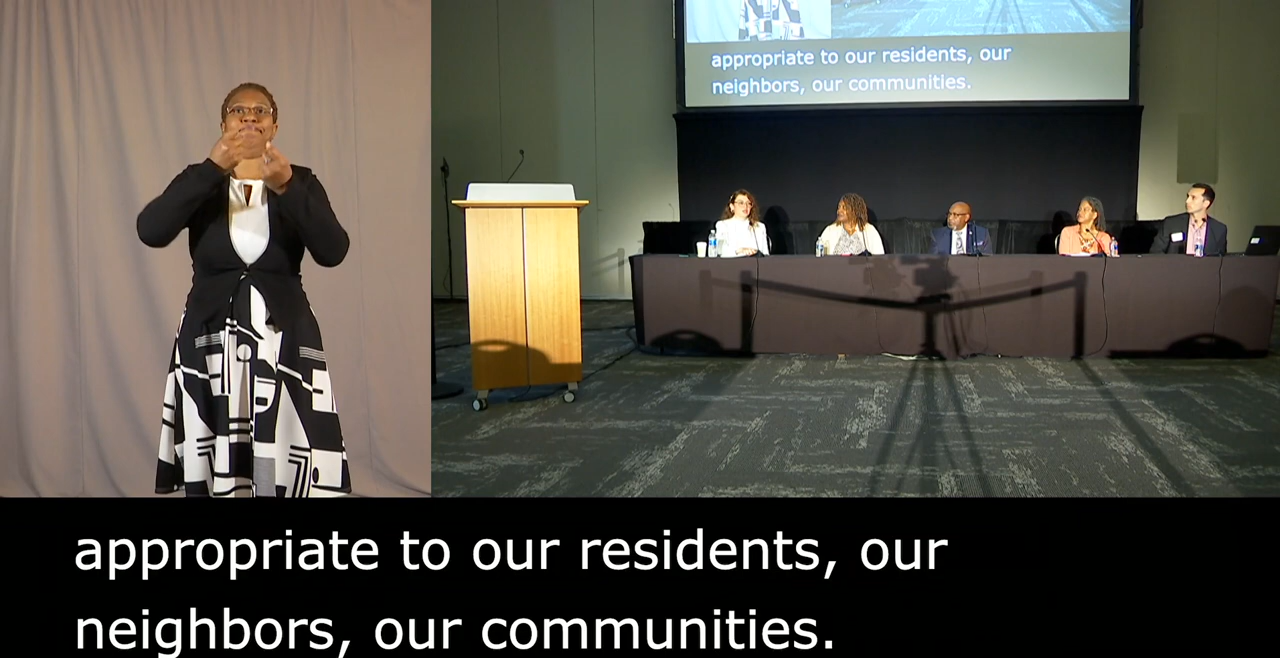 appropriate to our residents, our
neighbors, our communities.
appropriate to our residents, our
neighbors, our communities.